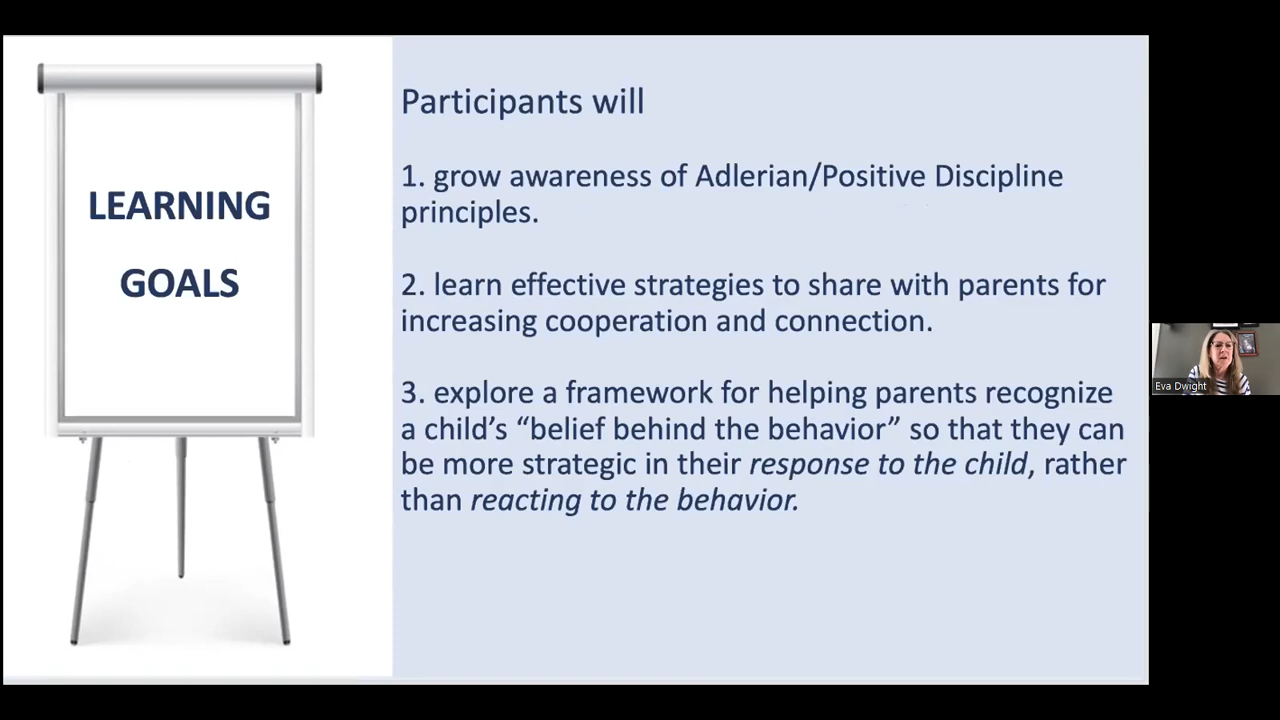 LEARNING
GOALS
Participants will
1. grow awareness of Adlerian/Positive Discipline
principles.
2. learn effective strategies to share with parents for
increasing cooperation and connection.
3. explore a framework for helping parents recognize
a child’s “belief behind the behavior” so that they can
be more strategic in their response to the child, rather
than reacting to the behavior.
Eva Dwight